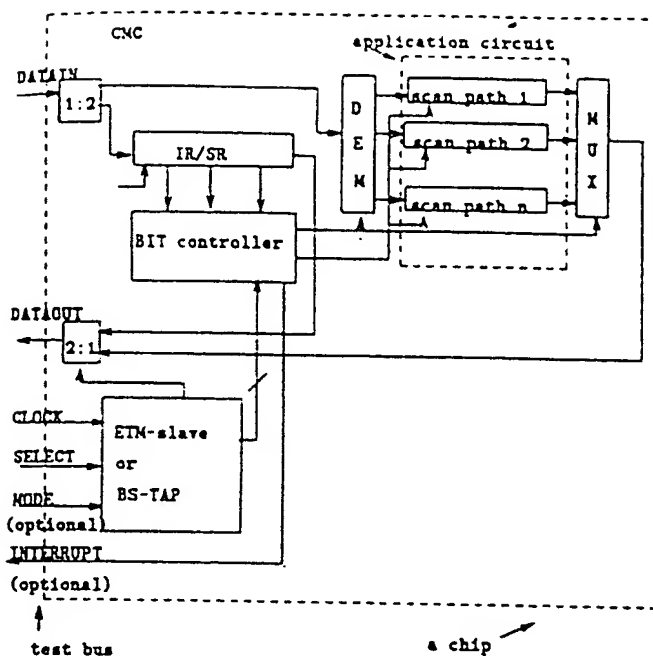 CMC
application circuit
DATAIN
1:2
D
E
M
scan path 1
scan path 2
scan path n
M
U
X
IR/SR
BIT controller
DATAOUT
2:1
CLOCK
SELECT
MODE
(optional)
INTERRUPT
(optional)
ETM-slave
or
BS-TAP
test bus
a chip